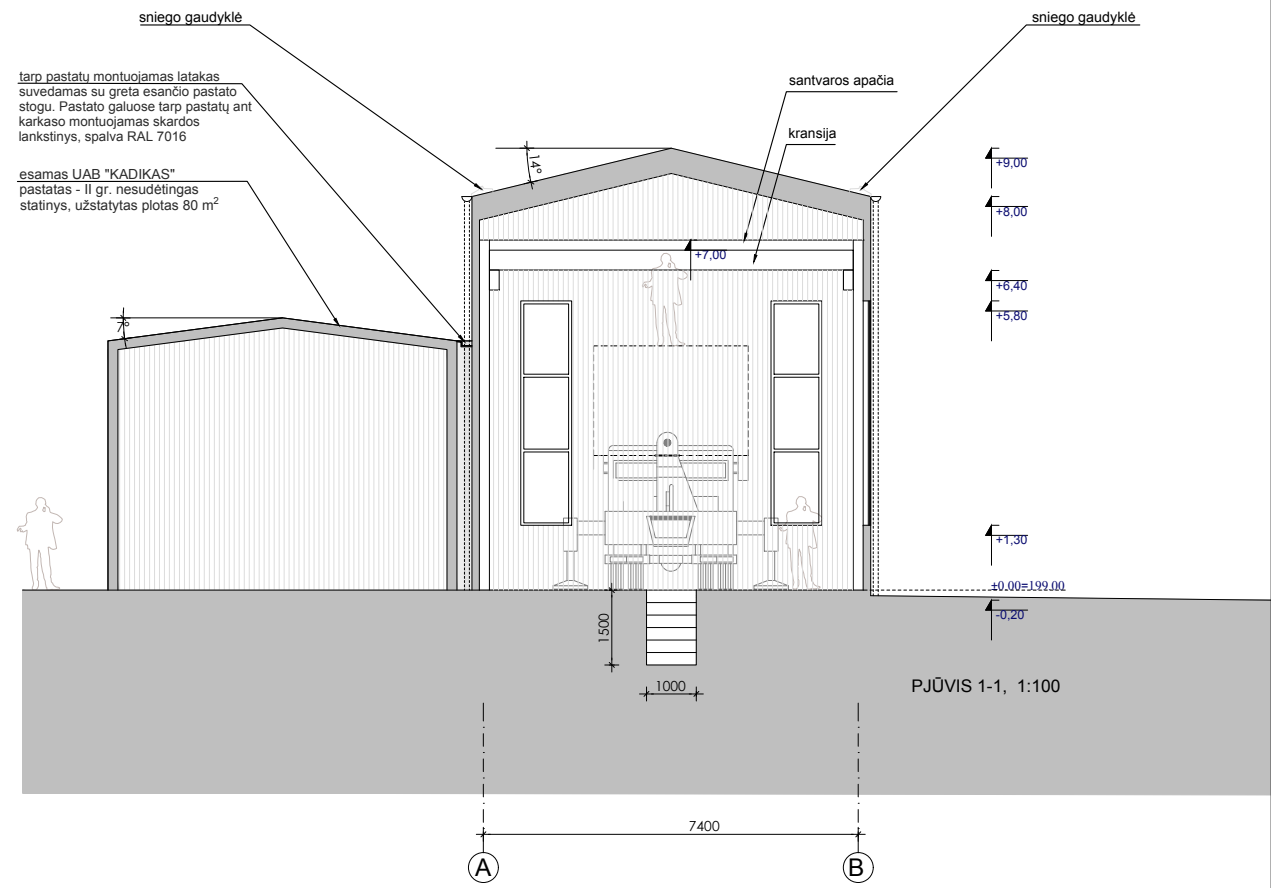 sniego gaudyklė
sniego gaudyklė
tarp pastatų montuojamas latakas
suvedamas su greta esančio pastato
stogu. Pastato galuose tarp pastatų ant
karkaso montuojamas skardos
lankstinys, spalva RAL 7016
santvaros apačia
kransija
esamas UAB "KADIKAS"
pastatas - II gr. nesudėtingas
statinys, užstatytas plotas 80 m²
14°
+9,00
+8,00
+7,00
+6,40
+5,80
7°
+1,30
±0.00=199.00
-0,20
1500
1000
PJŪVIS 1-1, 1:100
7400
A
B